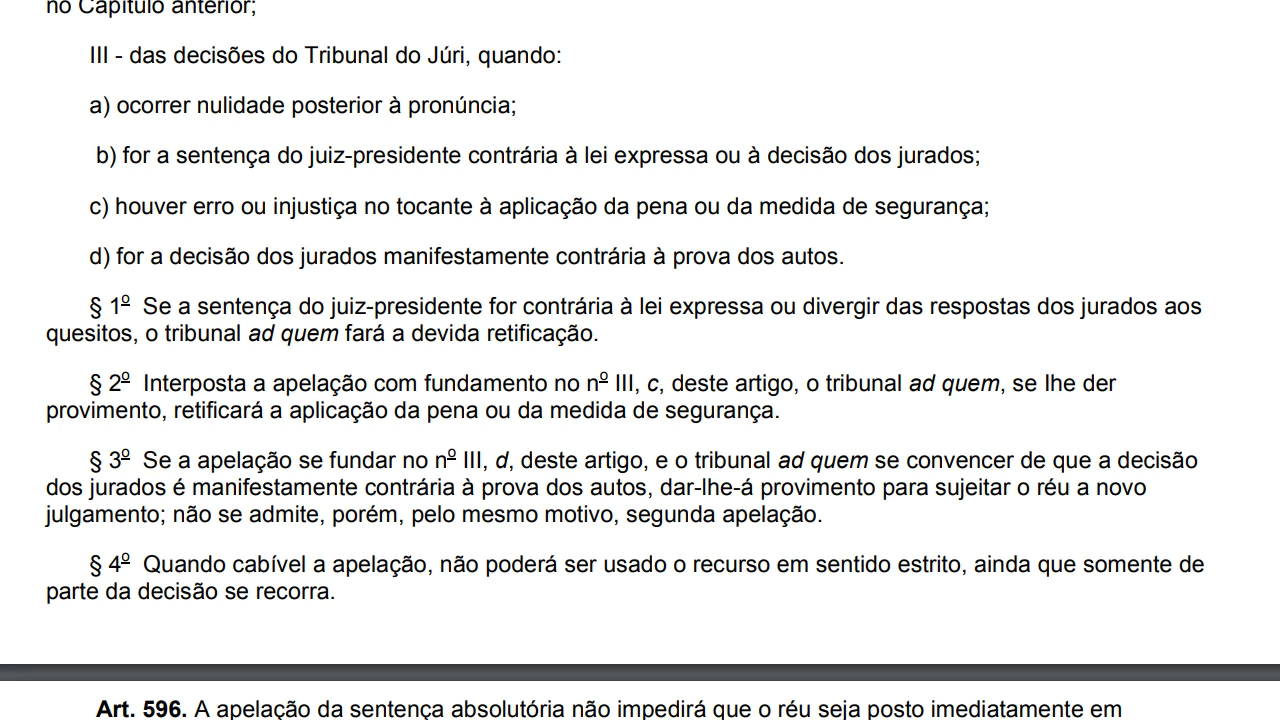 no Capítulo anterior;
III - das decisões do Tribunal do Júri, quando:
a) ocorrer nulidade posterior à pronúncia;
b) for a sentença do juiz-presidente contrária à lei expressa ou à decisão dos jurados;
c) houver erro ou injustiça no tocante à aplicação da pena ou da medida de segurança;
d) for a decisão dos jurados manifestamente contrária à prova dos autos.
§ 1º Se a sentença do juiz-presidente for contrária à lei expressa ou divergir das respostas dos jurados aos
quesitos, o tribunal ad quem fará a devida retificação.
§ 2º Interposta a apelação com fundamento no nº III, c, deste artigo, o tribunal ad quem, se lhe der
provimento, retificará a aplicação da pena ou da medida de segurança.
§ 3º Se a apelação se fundar no nº III, d, deste artigo, e o tribunal ad quem se convencer de que a decisão
dos jurados é manifestamente contrária à prova dos autos, dar-lhe-á provimento para sujeitar o réu a novo
julgamento; não se admite, porém, pelo mesmo motivo, segunda apelação.
§ 4º Quando cabível a apelação, não poderá ser usado o recurso em sentido estrito, ainda que somente de
parte da decisão se recorra.
Art. 596. A apelação da sentença absolutória não impedirá que o réu seja posto imediatamente em